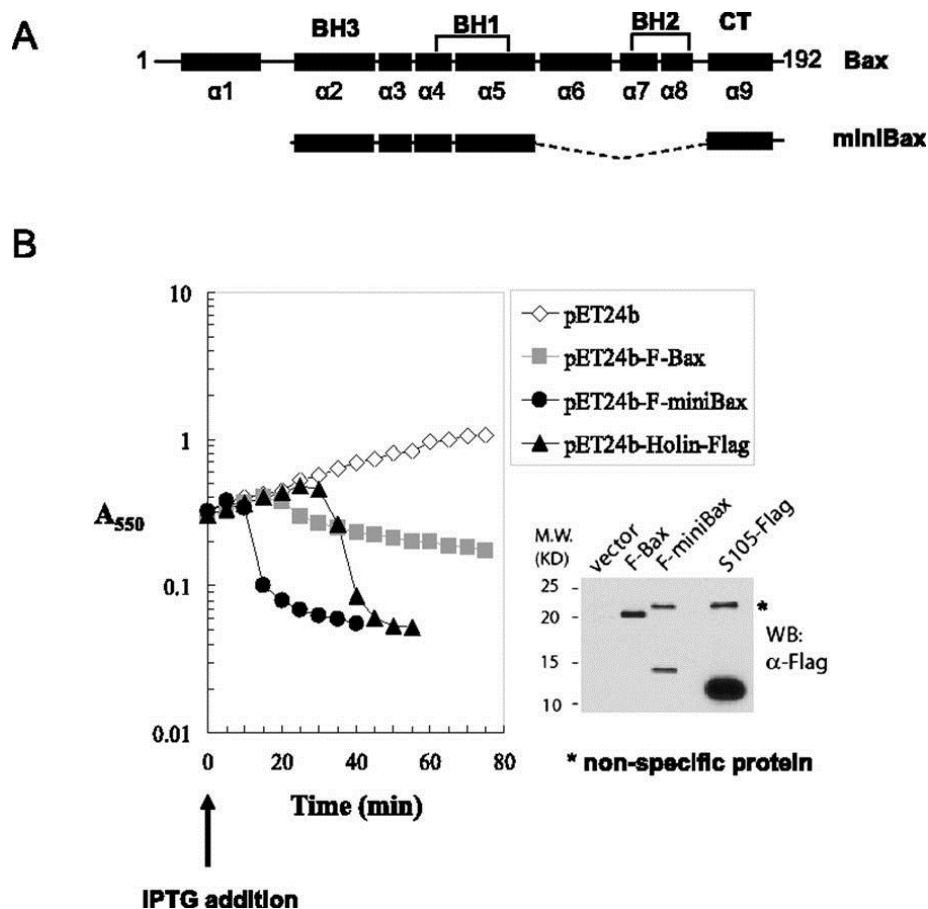 A
BH3 BH1 BH2 CT
1 192 Bax
α1 α2 α3 α4 α5 α6 α7 α8 α9
miniBax
B
10
1
0.1
0.01
A550
0 20 40 60 80
Time (min)
IPTG addition
pET24b
pET24b-F-Bax
pET24b-F-miniBax
pET24b-Holin-Flag
M.W.
(KD)
vector
F-Bax
F-miniBax
S105-Flag
25
20
15
10
*
WB:
α-Flag
* non-specific protein